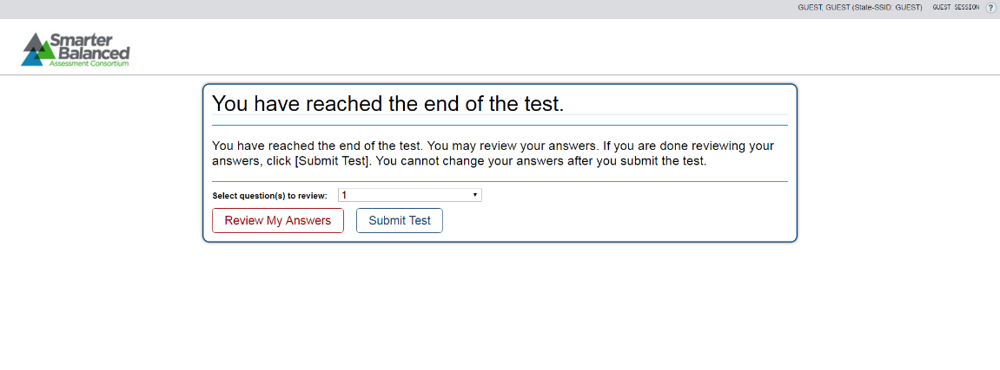 GUEST, GUEST (State-SSID: GUEST) GUEST SESSION ?
Smarter
Balanced
Assessment Consortium
You have reached the end of the test.
You have reached the end of the test. You may review your answers. If you are done reviewing your
answers, click [Submit Test]. You cannot change your answers after you submit the test.
Select question(s) to review: 1
Review My Answers Submit Test